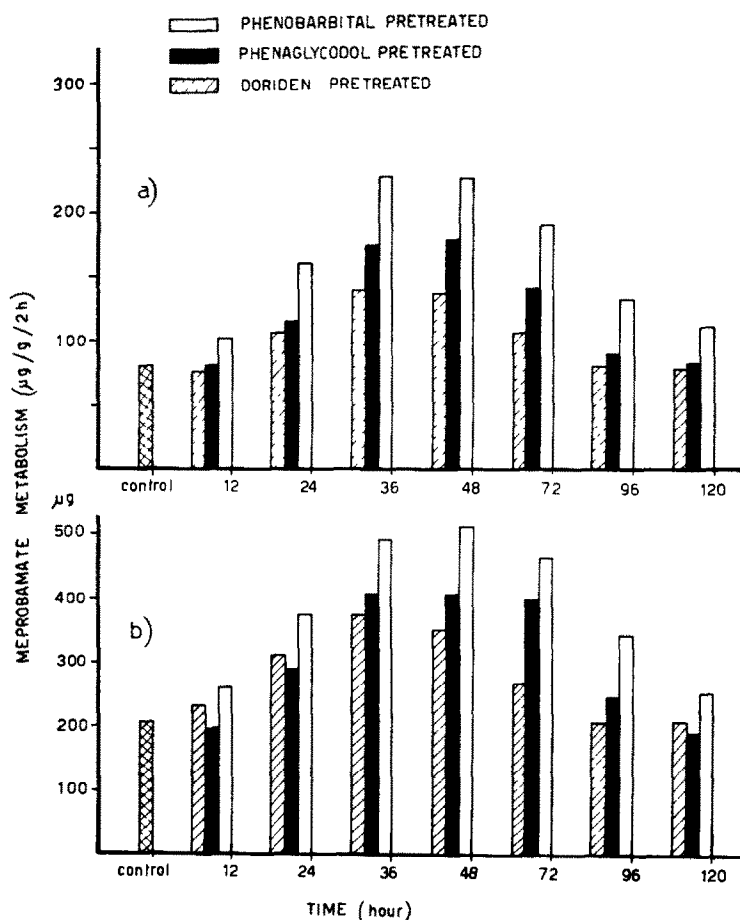 PHENOBARBITAL PRETREATED
PHENAGLYCODOL PRETREATED
DORIDEN PRETREATED
a)
300
200
100
control 12 24 36 48 72 96 120
µg
b)
500
400
300
200
100
control 12 24 36 48 72 96 120
MEPROBAMATE METABOLISM (µg/g/2h)
TIME (hour)